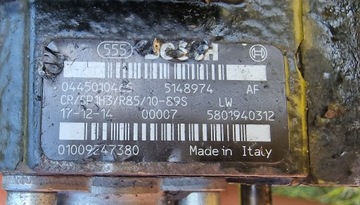 555 BOSCH
0445010465 5148974 AF
CR/CP1H3/R85/10-89S LW
17-12-14 00007 5801940312
01009247380 Made in Italy